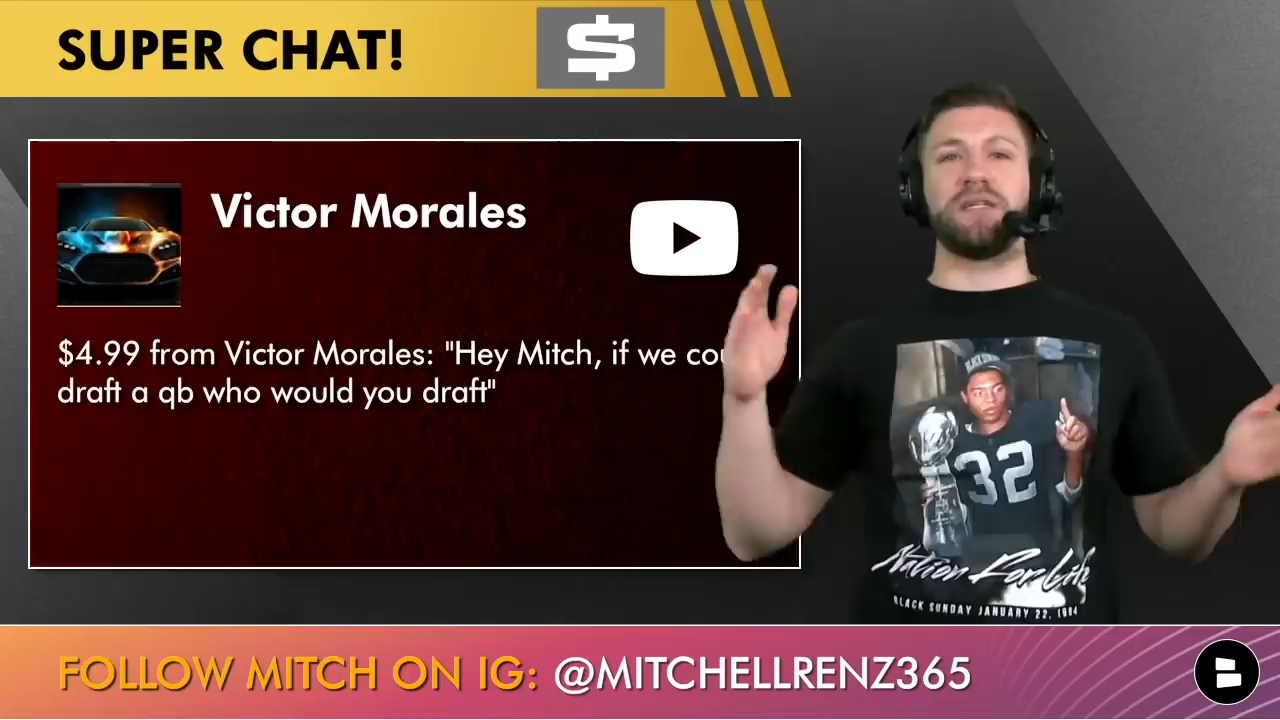 SUPER CHAT!
$
Victor Morales
$4.99 from Victor Morales: "Hey Mitch, if we cou
draft a qb who would you draft"
32
Nation For Life
BLACK SUNDAY JANUARY 22, 1984
FOLLOW MITCH ON IG: @MITCHELLRENZ365